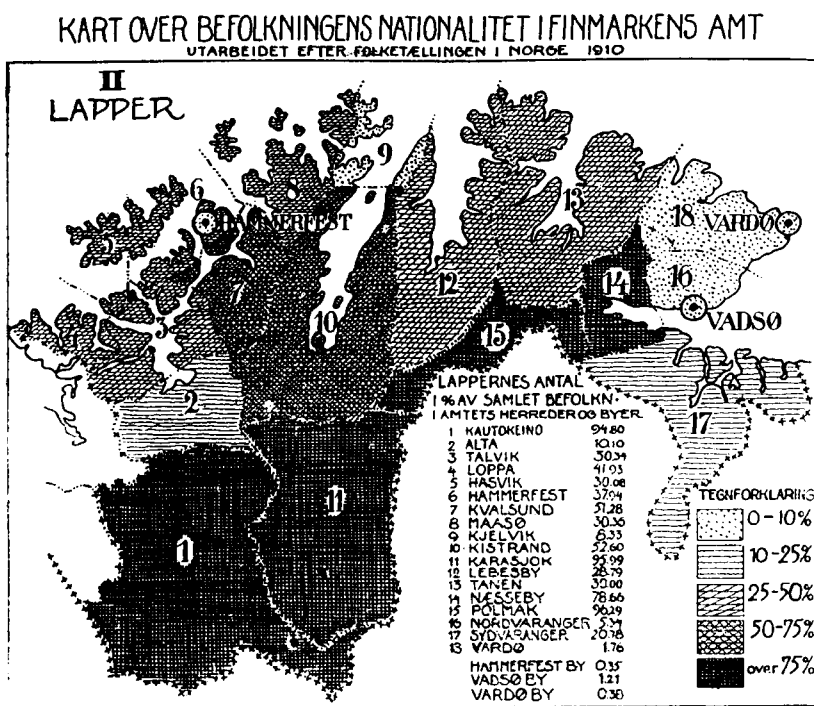 KART OVER BEFOLKNINGENS NATIONALITET I FINMARKENS AMT
UTARBEIDET EFTER FOLKETÆLLINGEN I NORGE 1910
II
LAPPER
9
6
8
HAMMERFEST
13
18
VARDØ
5
7
12
14
16
10
VADSØ
3
15
2
17
11
1
LAPPERNES ANTAL
I % AV SAMLET BEFOLKN.
I AMTETS HERREDER OG BYER
1 KAUTOKEINO 94.80
2 ALTA 10.10
3 TALVIK 30.34
4 LOPPA 41.03
5 HASVIK 30.08
6 HAMMERFEST 37.04
7 KVALSUND 51.28
8 MAASØ 30.36
9 KJELVIK 8.33
10 KISTRAND 52.60
11 KARASJOK 95.99
12 LEBESBY 28.79
13 TANEN 30.00
14 NÆSSEBY 78.66
15 POLMAK 96.29
16 NORDVARANGER 5.34
17 SYDVARANGER 20.78
13 VARDØ 1.76
HAMMERFEST BY 0.35
VADSØ BY 1.21
VARDØ BY 0.38
TEGNFORKLARING
0-10%
10-25%
25-50%
50-75%
over 75%